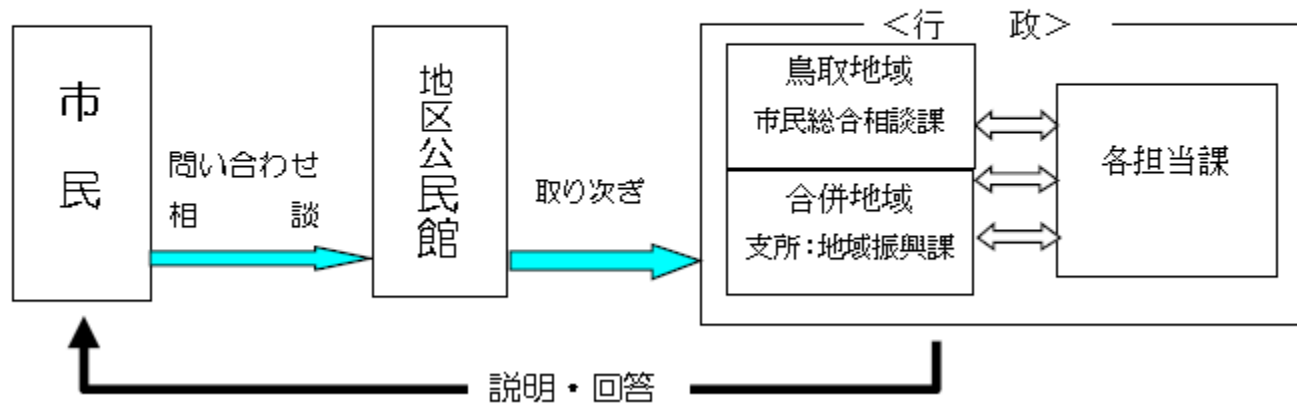 市民
問い合わせ
相　　談
地区公民館
取り次ぎ
＜行　　政＞
鳥取地域
市民総合相談課
合併地域
支所：地域振興課
各担当課
説明・回答